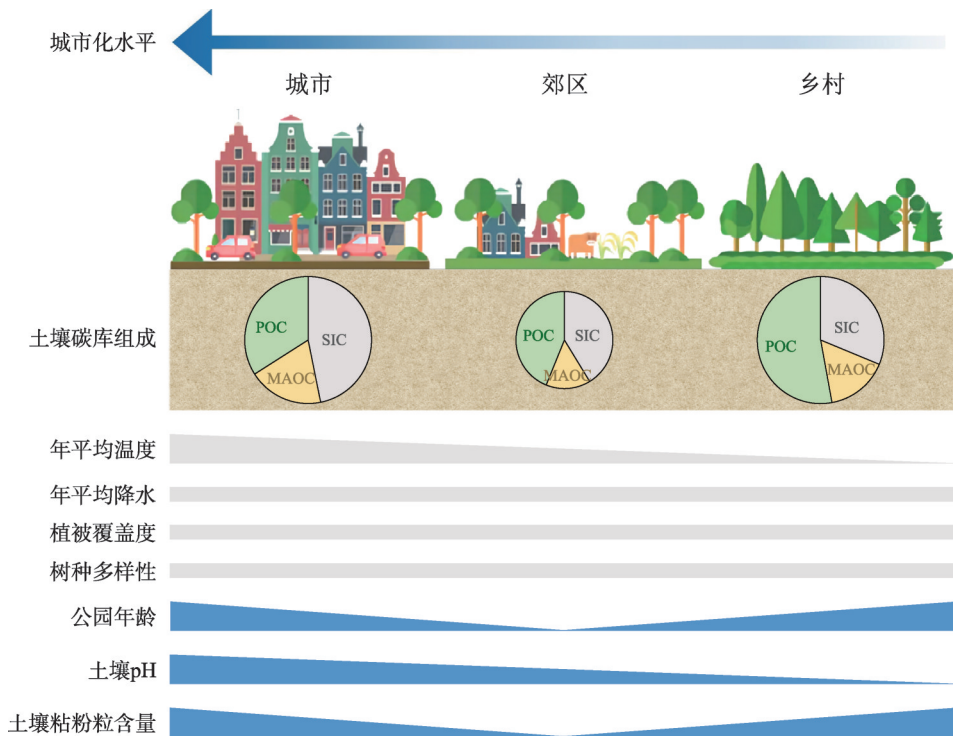 城市化水平
城市 郊区 乡村
土壤碳库组成
POC SIC MAOC
POC SIC MAOC
POC SIC MAOC
年平均温度
年平均降水
植被覆盖度
树种多样性
公园年龄
土壤pH
土壤粘粉粒含量